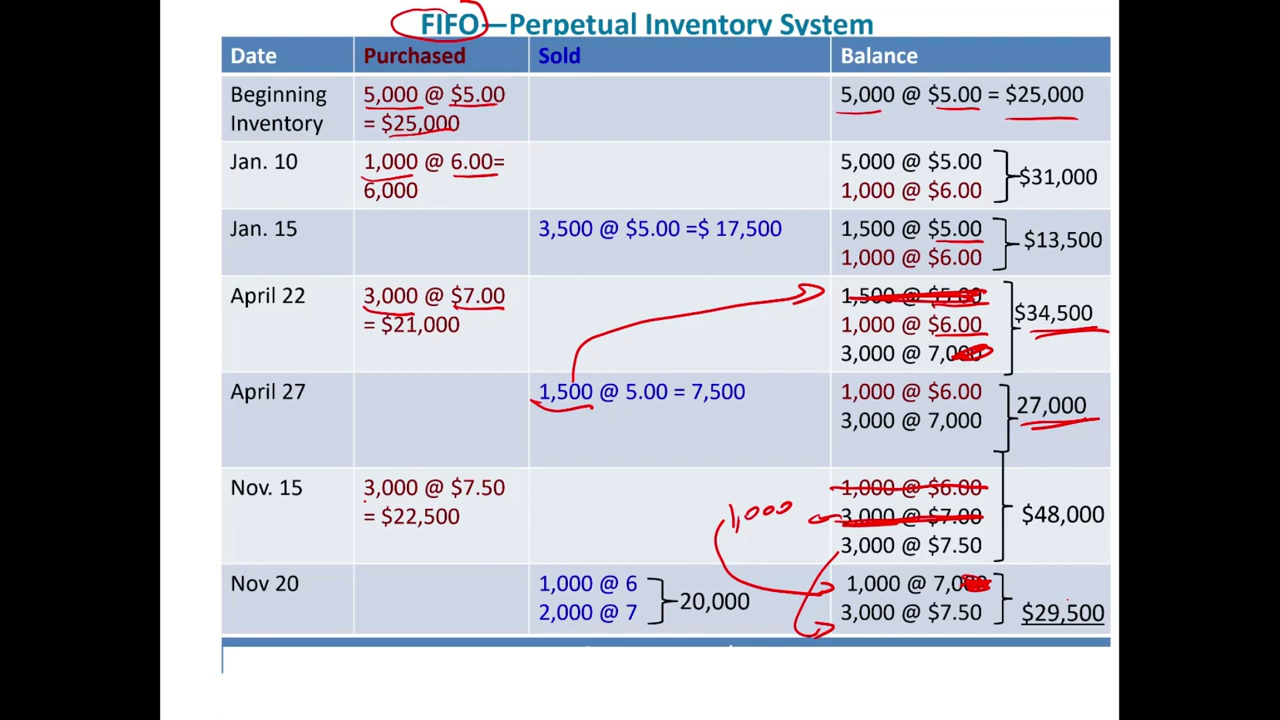 FIFO—Perpetual Inventory System
Date Purchased Sold Balance
Beginning Inventory
5,000 @ $5.00
= $25,000
5,000 @ $5.00 = $25,000
Jan. 10
1,000 @ 6.00=
6,000
5,000 @ $5.00
1,000 @ $6.00
$31,000
Jan. 15
3,500 @ $5.00 =$ 17,500
1,500 @ $5.00
1,000 @ $6.00
$13,500
April 22
3,000 @ $7.00
= $21,000
1,500 @ $5.00
1,000 @ $6.00
3,000 @ 7,000
$34,500
April 27
1,500 @ 5.00 = 7,500
1,000 @ $6.00
3,000 @ 7,000
27,000
Nov. 15
3,000 @ $7.50
= $22,500
1,000
1,000 @ $6.00
3,000 @ $7.00
3,000 @ $7.50
$48,000
Nov 20
1,000 @ 6
2,000 @ 7
20,000
1,000 @ 7,0
3,000 @ $7.50
$29,500